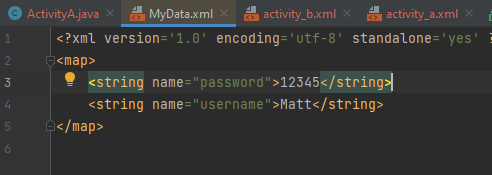 ActivityA.java MyData.xml activity_b.xml activity_a.xml
1 <?xml version='1.0' encoding='utf-8' standalone='yes' ?
2 <map>
3 <string name="password">12345</string>
4 <string name="username">Matt</string>
5 </map>
6